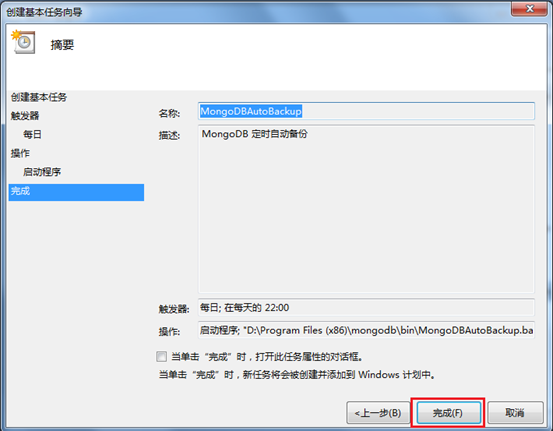 创建基本任务向导
摘要
创建基本任务
触发器
每日
操作
启动程序
完成
名称: MongoDBAutoBackup
描述: MongoDB 定时自动备份
触发器: 每日; 在每天的 22:00
操作: 启动程序; "D:\Program Files (x86)\mongodb\bin\MongoDBAutoBackup.ba
当单击“完成”时，打开此任务属性的对话框。
当单击“完成”时，新任务将会被创建并添加到 Windows 计划中。
<上一步(B) 完成(F) 取消